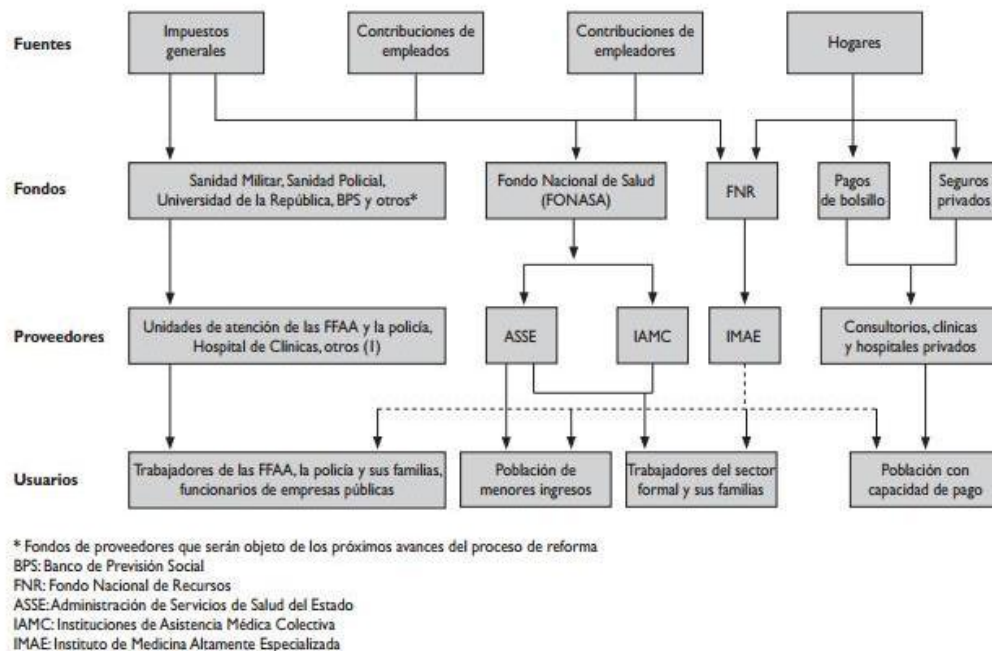 Fuentes
Impuestos
generales
Contribuciones de
empleados
Contribuciones de
empleadores
Hogares
Fondos
Sanidad Militar, Sanidad Policial,
Universidad de la República, BPS y otros*
Fondo Nacional de Salud
(FONASA)
FNR
Pagos
de bolsillo
Seguros
privados
Proveedores
Unidades de atención de las FFAA y la policía,
Hospital de Clínicas, otros (1)
ASSE
IAMC
IMAE
Consultorios, clínicas
y hospitales privados
Usuarios
Trabajadores de las FFAA, la policía y sus familias,
funcionarios de empresas públicas
Población de
menores ingresos
Trabajadores del sector
formal y sus familias
Población con
capacidad de pago
* Fondos de proveedores que serán objeto de los próximos avances del proceso de reforma
BPS: Banco de Previsión Social
FNR: Fondo Nacional de Recursos
ASSE: Administración de Servicios de Salud del Estado
IAMC: Instituciones de Asistencia Médica Colectiva
IMAE: Instituto de Medicina Altamente Especializada